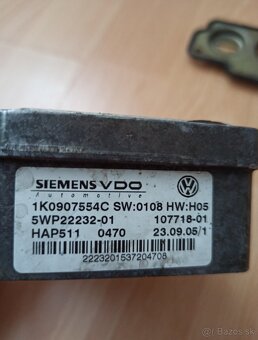 SIEMENS VDO
Automotive
1K0907554C SW:0108 HW:H05
5WP22232-01 107718-01
HAP511 0470 23.09.05/1
2223201537204708
© bazos.sk